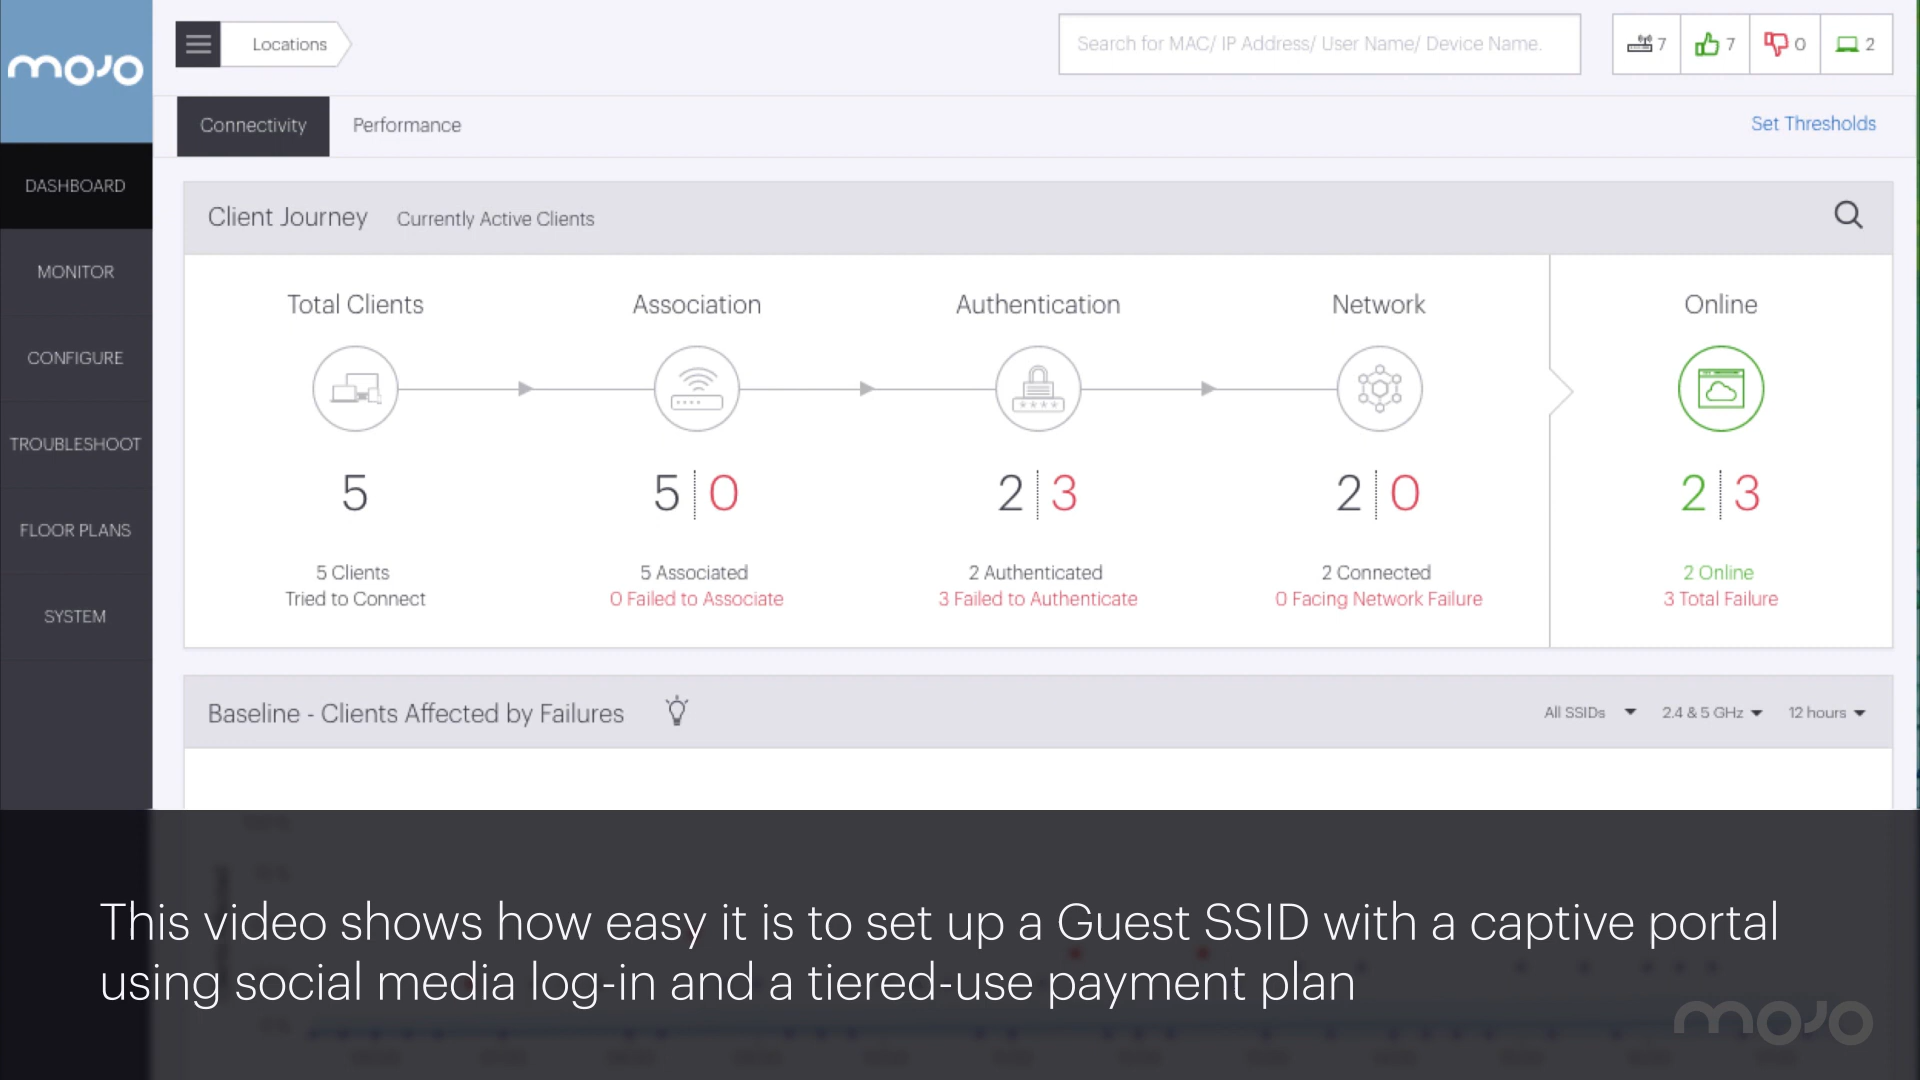 mojo
Locations
Search for MAC/ IP Address/ User Name/ Device Name.
7
7
0
2
Connectivity
Performance
Set Thresholds
DASHBOARD
MONITOR
CONFIGURE
TROUBLESHOOT
FLOOR PLANS
SYSTEM
Client Journey
Currently Active Clients
Total Clients
Association
Authentication
Network
Online
5
5 0
2 3
2 0
2 3
5 Clients
Tried to Connect
5 Associated
0 Failed to Associate
2 Authenticated
3 Failed to Authenticate
2 Connected
0 Facing Network Failure
2 Online
3 Total Failure
Baseline - Clients Affected by Failures
All SSIDs
2.4 & 5 GHz
12 hours
This video shows how easy it is to set up a Guest SSID with a captive portal
using social media log-in and a tiered-use payment plan
mojo